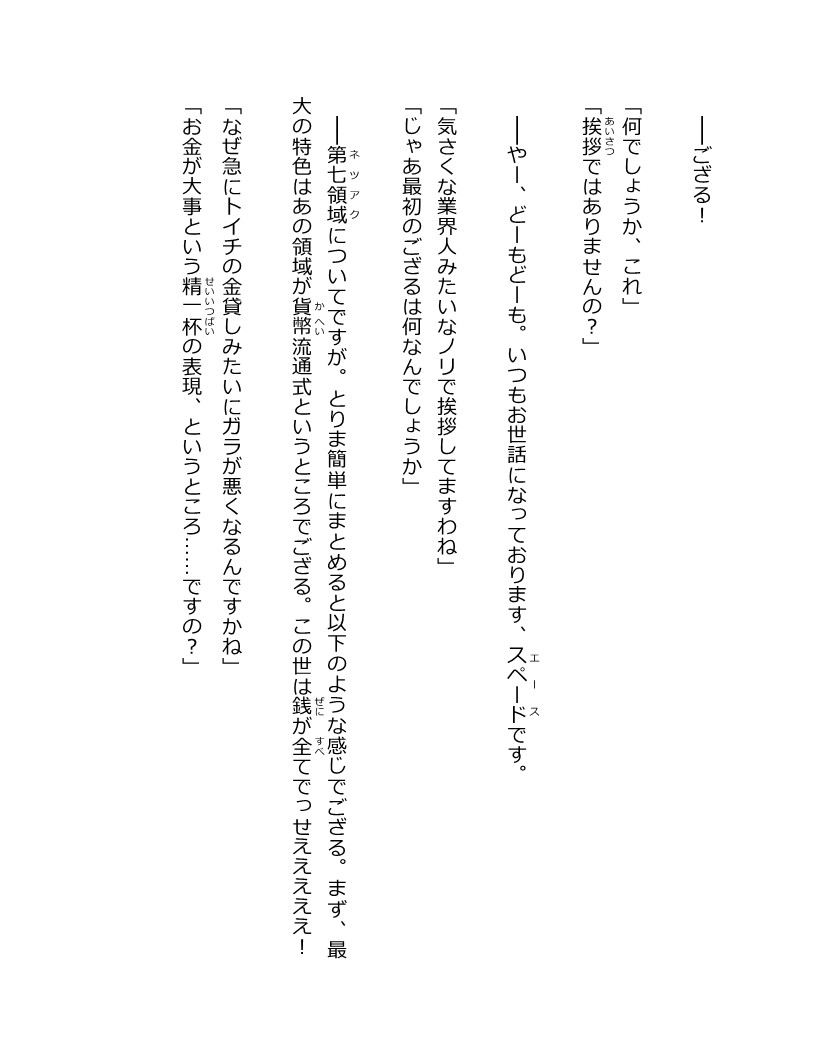 ――ござる！
「何でしょうか、これ」
「挨拶ではありませんの？」
――やー、どーもどーも。いつもお世話になっております、スペードです。
「気さくな業界人みたいなノリで挨拶してますわね」
「じゃあ最初のござるは何なんでしょうか」
――第七領域についてですが。とりま簡単にまとめると以下のような感じでござる。まず、最
大の特色はあの領域が貨幣流通式というところでござる。この世は銭が全てでっせえええええ！
「なぜ急にトイチの金貸しみたいにガラが悪くなるんですかね」
「お金が大事という精一杯の表現、というところ……ですの？」